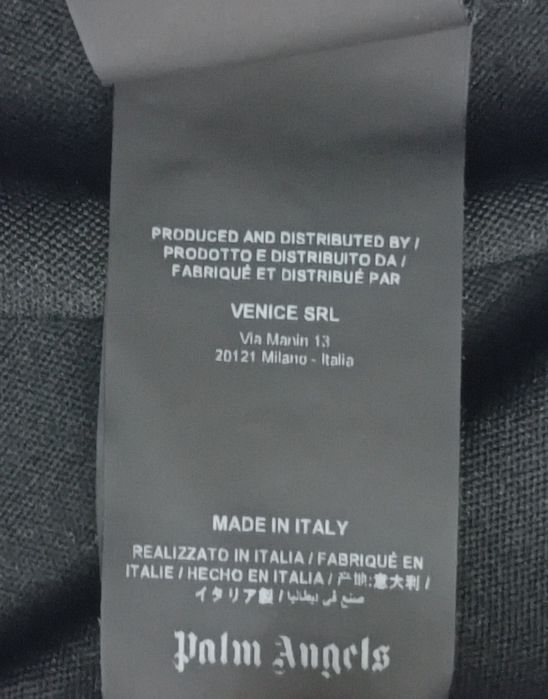 PRODUCED AND DISTRIBUTED BY /
PRODOTTO E DISTRIBUITO DA /
FABRIQUÉ ET DISTRIBUÉ PAR
VENICE SRL
Via Manin 13
20121 Milano - Italia
MADE IN ITALY
REALIZZATO IN ITALIA / FABRIQUÉ EN
ITALIE / HECHO EN ITALIA / 产地:意大利 /
イタリア製 / صنع في إيطاليا
Palm Angels